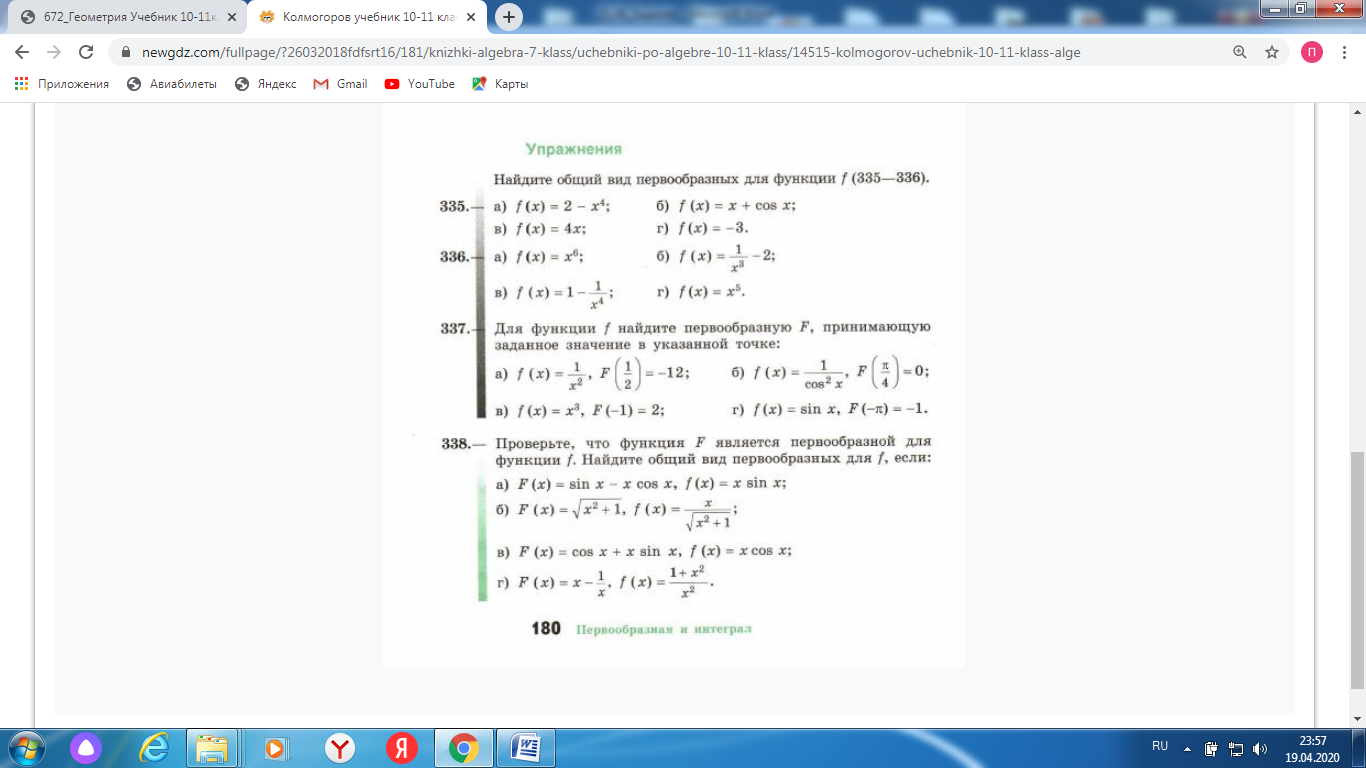 672_Геометрия Учебник 10-11к
Колмогоров учебник 10-11 кла
newgdz.com/fullpage/?26032018fdfsrt16/181/knizhki-algebra-7-klass/uchebniki-po-algebre-10-11-klass/14515-kolmogorov-uchebnik-10-11-klass-alge
П
Приложения Авиабилеты Яндекс Gmail YouTube Карты
Упражнения
Найдите общий вид первообразных для функции f (335—336).
335.— а) f (x) = 2 − x⁴; б) f (x) = x + cos x;
в) f (x) = 4x; г) f (x) = −3.
336.— а) f (x) = x⁶; б) f (x) = 1/x³ − 2;
в) f (x) = 1 − 1/x⁴; г) f (x) = x⁵.
337.— Для функции f найдите первообразную F, принимающую
заданное значение в указанной точке:
а) f (x) = 1/x², F (1/2) = −12; б) f (x) = 1/cos² x, F (π/4) = 0;
в) f (x) = x³, F (−1) = 2; г) f (x) = sin x, F (−π) = −1.
338.— Проверьте, что функция F является первообразной для
функции f. Найдите общий вид первообразных для f, если:
а) F (x) = sin x − x cos x, f (x) = x sin x;
б) F (x) = √(x² + 1), f (x) = x/√(x² + 1);
в) F (x) = cos x + x sin x, f (x) = x cos x;
г) F (x) = x − 1/x, f (x) = (1 + x²)/x².
180 Первообразная и интеграл
RU
23:57
19.04.2020